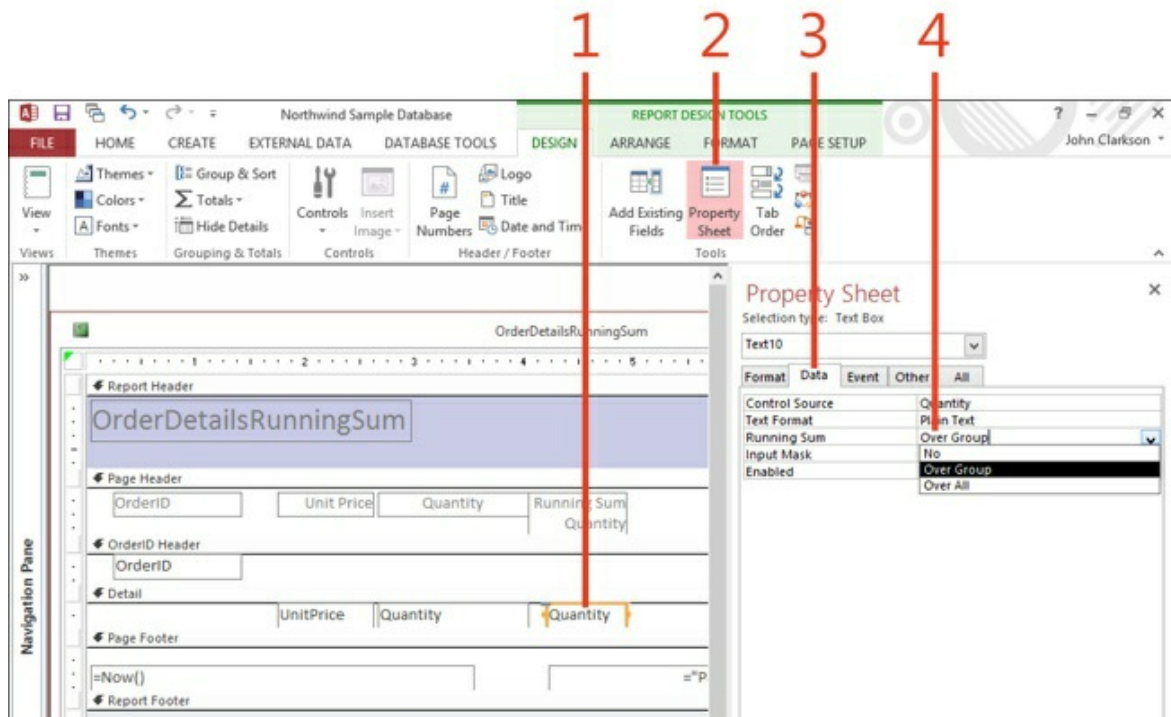 1 2 3 4
Northwind Sample Database
REPORT DESIGN TOOLS
?
FILE HOME CREATE EXTERNAL DATA DATABASE TOOLS DESIGN ARRANGE FORMAT PAGE SETUP
John Clarkson
View
Themes
Colors
Fonts
Group & Sort
Totals
Hide Details
Controls
Insert Image
Page Numbers
Logo
Title
Date and Tim
Add Existing Fields
Property Sheet
Tab Order
Views Themes Grouping & Totals Controls Header / Footer Tools
Navigation Pane
OrderDetailsRunningSum
1 2 3 4 5
Report Header
OrderDetailsRunningSum
Page Header
OrderID Unit Price Quantity Running Sum
Quantity
OrderID Header
OrderID
Detail
UnitPrice Quantity Quantity
Page Footer
=Now() ="P
Report Footer
Property Sheet
Selection type: Text Box
Text10
Format Data Event Other All
Control Source Quantity
Text Format Plain Text
Running Sum Over Group
Input Mask No
Enabled Over Group
Over All